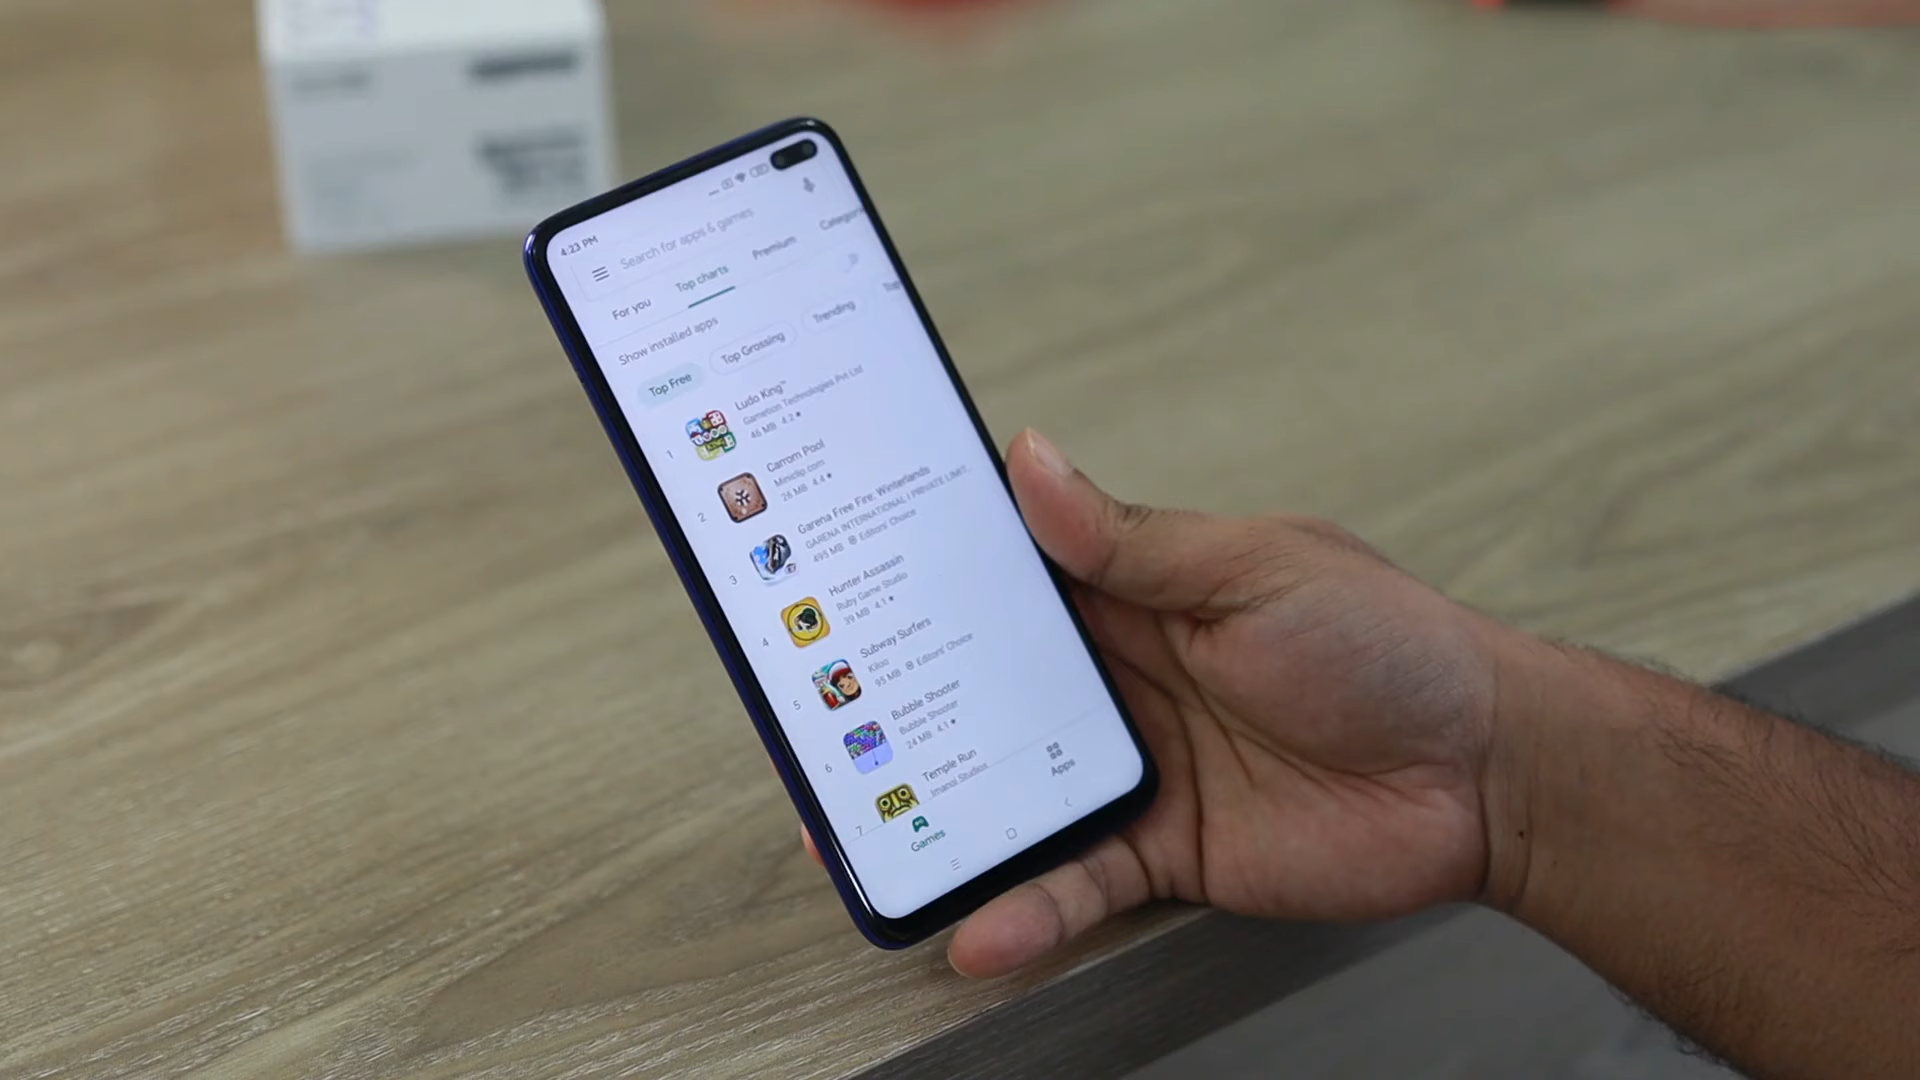 4:23 PM
Search for apps & games
For you
Top charts
Premium
Categor
Show installed apps
Top Free
Top Grossing
Trending
Top
1
Ludo King™
Gametion Technologies Pvt Ltd
46 MB 4.2★
2
Carrom Pool
Miniclip.com
26 MB 4.4★
3
Garena Free Fire: Winterlands
GARENA INTERNATIONAL I PRIVATE LIMIT...
495 MB Editors' Choice
4
Hunter Assassin
Ruby Game Studio
39 MB 4.1★
5
Subway Surfers
Kiloo
95 MB Editors' Choice
6
Bubble Shooter
Bubble Shooter
24 MB 4.1★
7
Temple Run
Imangi Studios
Games
Apps